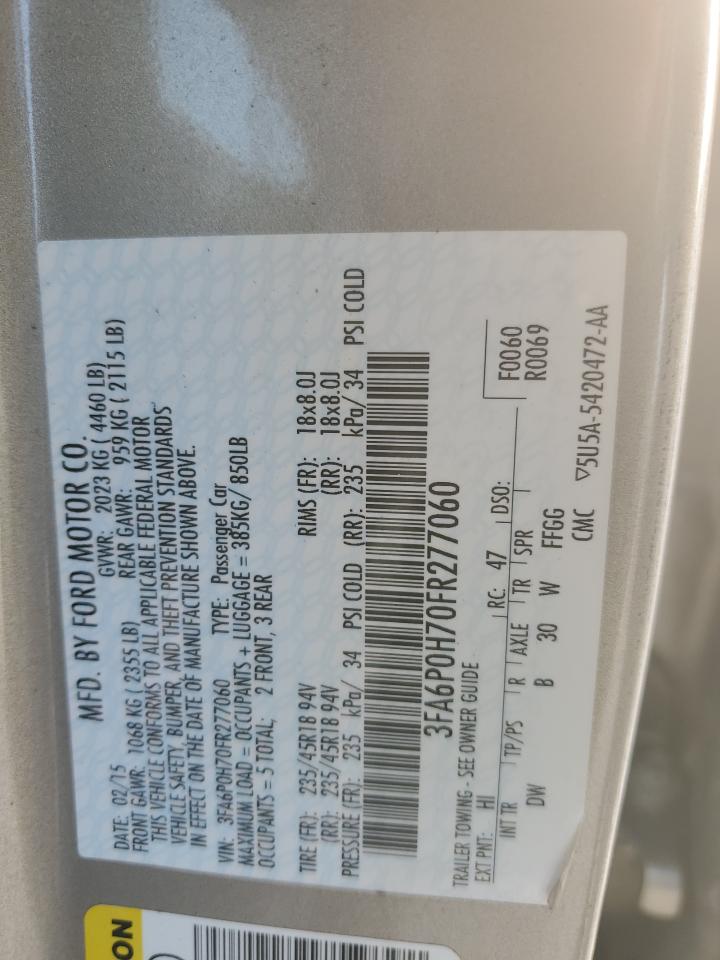 MFD. BY FORD MOTOR CO.
DATE: 02/15 GVWR: 2023 KG ( 4460 LB)
FRONT GAWR: 1068 KG ( 2355 LB) REAR GAWR: 959 KG ( 2115 LB)
THIS VEHICLE CONFORMS TO ALL APPLICABLE FEDERAL MOTOR
VEHICLE SAFETY, BUMPER, AND THEFT PREVENTION STANDARDS
IN EFFECT ON THE DATE OF MANUFACTURE SHOWN ABOVE.
VIN: 3FA6P0H70FR277060 TYPE: Passenger Car
MAXIMUM LOAD = OCCUPANTS + LUGGAGE = 385KG/ 850LB
OCCUPANTS = 5 TOTAL; 2 FRONT, 3 REAR
TIRE (FR): 235/45R18 94V RIMS (FR): 18x8.0J
(RR): 235/45R18 94V (RR): 18x8.0J
PRESSURE (FR): 235 kPa/ 34 PSI COLD (RR): 235 kPa/ 34 PSI COLD
3FA6P0H70FR277060
TRAILER TOWING - SEE OWNER GUIDE
EXT PNT: HI RC: 47 DSO:
INT TR TP/PS R AXLE TR SPR F0060
DW B 30 W FFGG R0069
CMC ▽5U5A-5420472-AA
ON